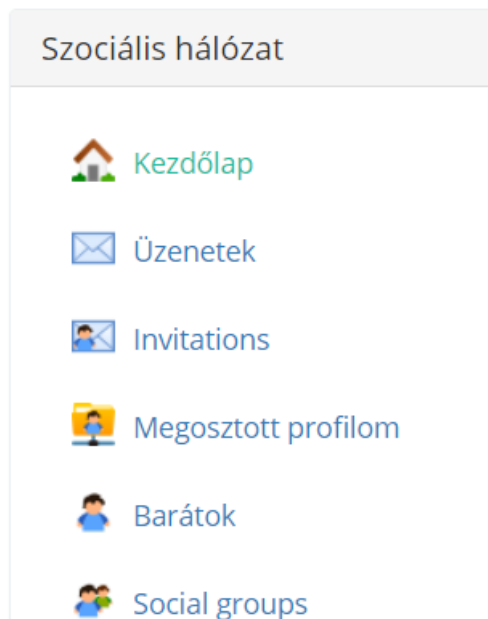 Szociális hálózat
Kezdőlap
Üzenetek
Invitations
Megosztott profilom
Barátok
Social groups